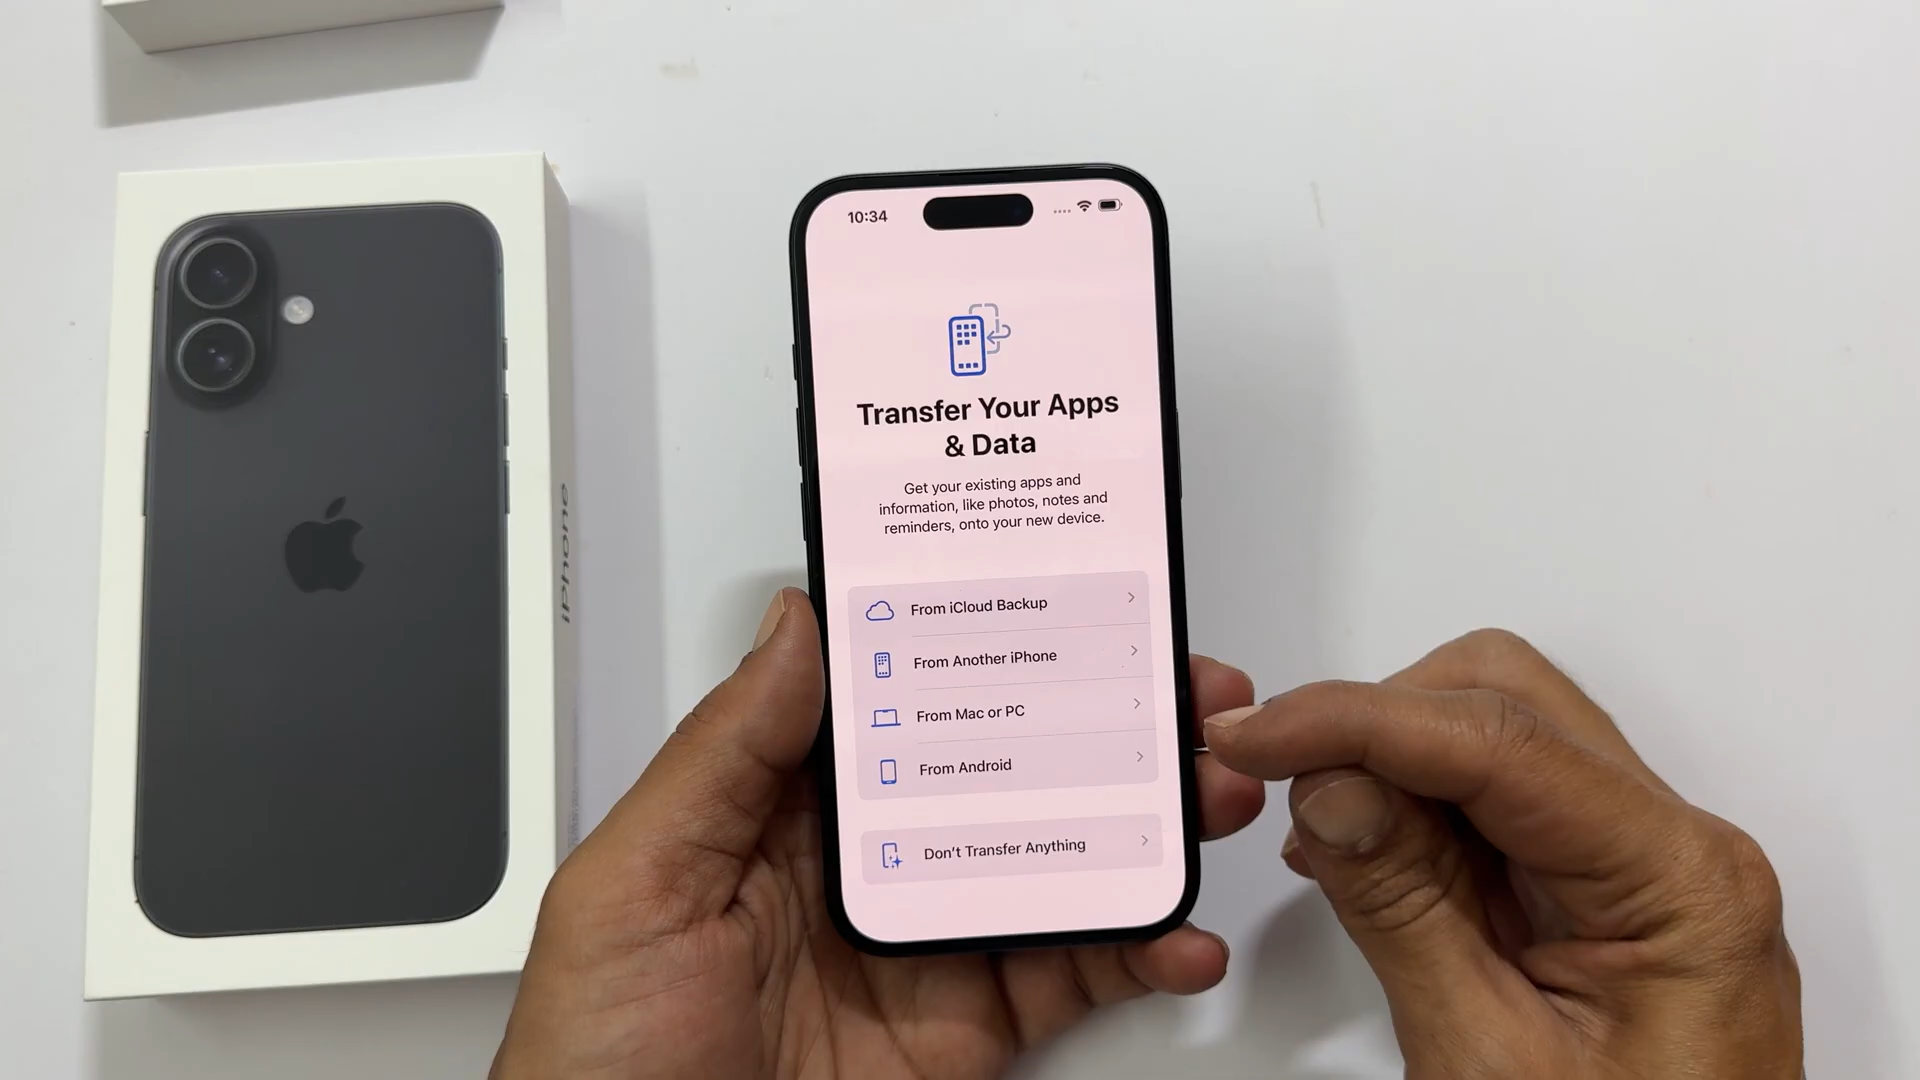 iPhone
10:34
Transfer Your Apps
& Data
Get your existing apps and
information, like photos, notes and
reminders, onto your new device.
From iCloud Backup
From Another iPhone
From Mac or PC
From Android
Don't Transfer Anything